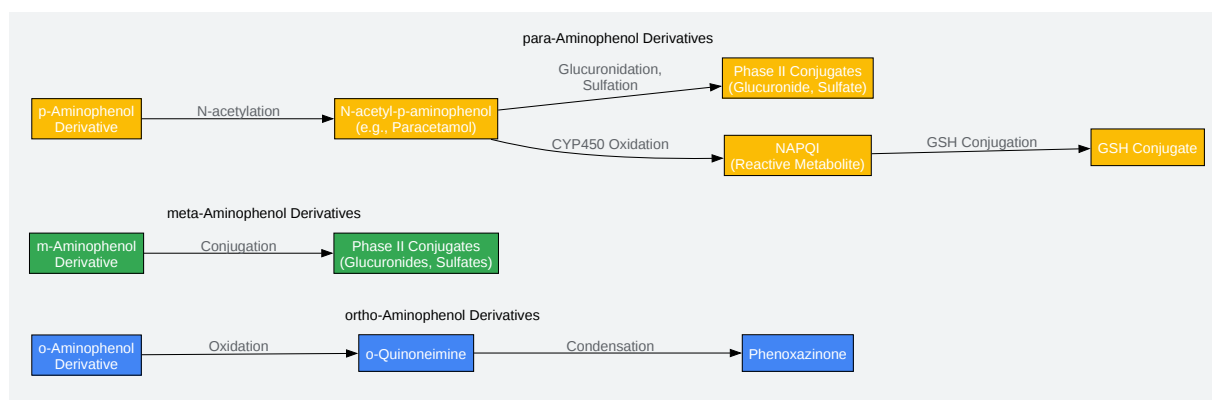 para-Aminophenol Derivatives
Glucuronidation,
Sulfation
Phase II Conjugates
(Glucuronide, Sulfate)
p-Aminophenol
Derivative
N-acetylation
N-acetyl-p-aminophenol
(e.g., Paracetamol)
CYP450 Oxidation
NAPQI
(Reactive Metabolite)
GSH Conjugation
GSH Conjugate
meta-Aminophenol Derivatives
m-Aminophenol
Derivative
Conjugation
Phase II Conjugates
(Glucuronides, Sulfates)
ortho-Aminophenol Derivatives
o-Aminophenol
Derivative
Oxidation
o-Quinoneimine
Condensation
Phenoxazinone